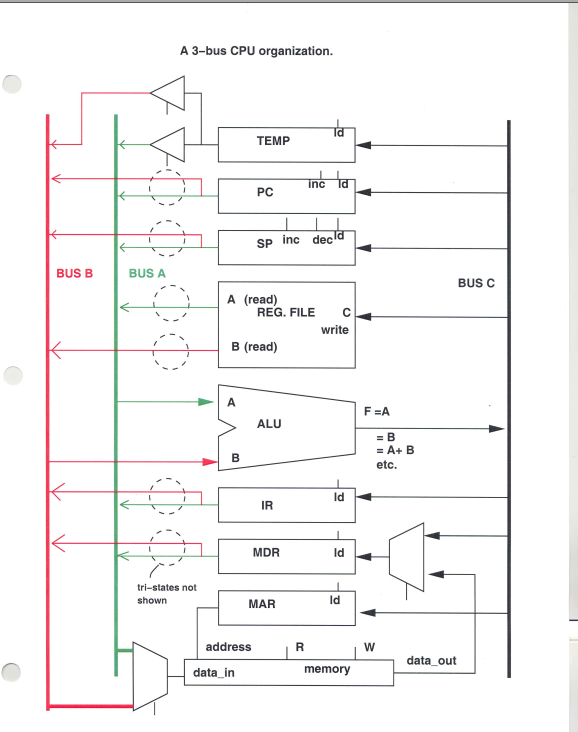 A 3-bus CPU organization.
ld
TEMP
inc ld
PC
SP inc dec ld
BUS B BUS A
BUS C
A (read)
REG. FILE C
write
B (read)
A
ALU
F =A
= B
= A+ B
etc.
B
ld
IR
MDR ld
tri-states not
shown
MAR ld
address R W
data_in memory data_out